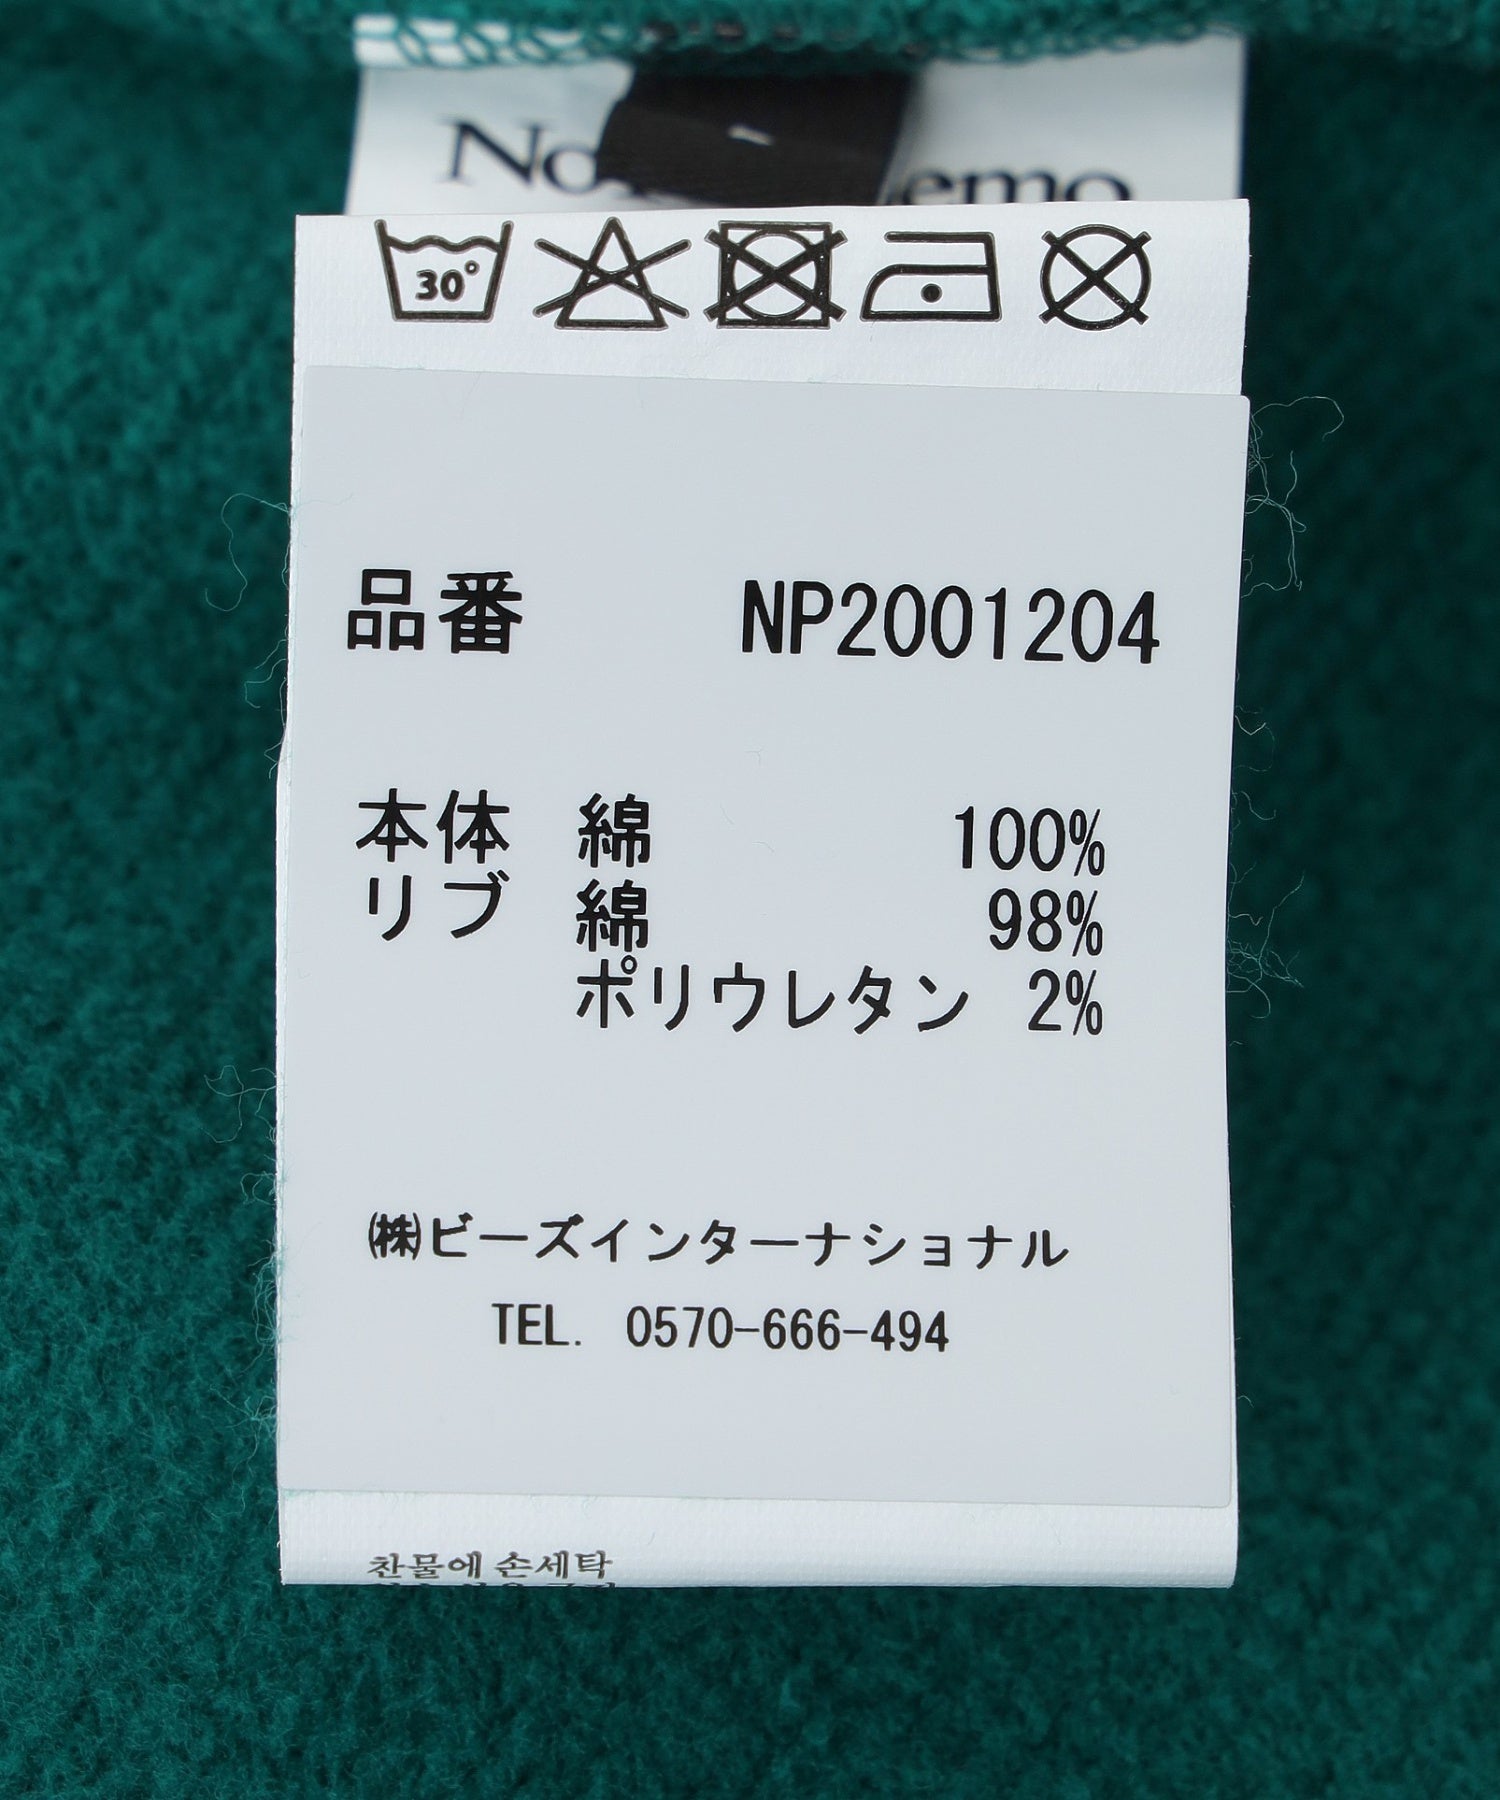 30°
品番 NP2001204
本体 綿 100%
リブ 綿 98%
ポリウレタン 2%
㈱ビーズインターナショナル
TEL. 0570-666-494
찬물에 손세탁